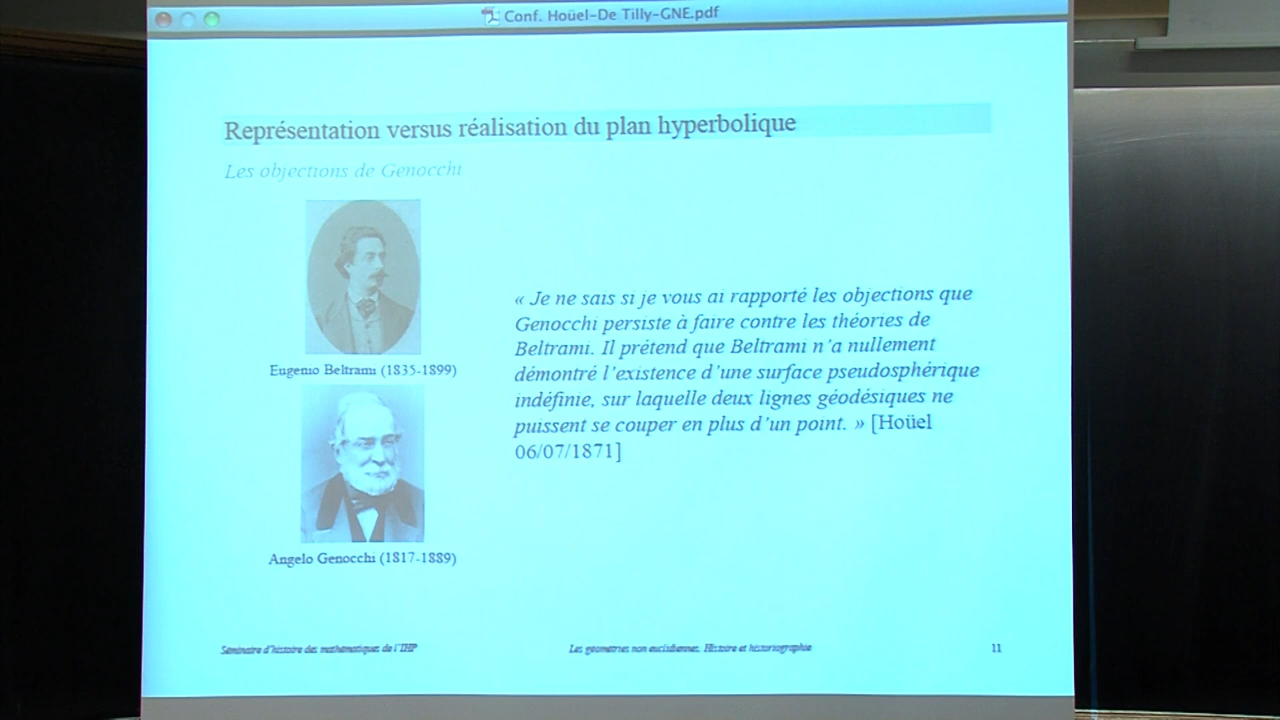 Conf. Hoüel-De Tilly-GNE.pdf
Représentation versus réalisation du plan hyperbolique
Les objections de Genocchi
Eugenio Beltrami (1835-1899)
Angelo Genocchi (1817-1889)
« Je ne sais si je vous ai rapporté les objections que
Genocchi persiste à faire contre les théories de
Beltrami. Il prétend que Beltrami n'a nullement
démontré l'existence d'une surface pseudosphérique
indéfinie, sur laquelle deux lignes géodésiques ne
puissent se couper en plus d'un point. » [Hoüel
06/07/1871]
Séminaire d'histoire des mathématiques de l'IHP
Les géométries non euclidiennes. Histoire et historiographie
11